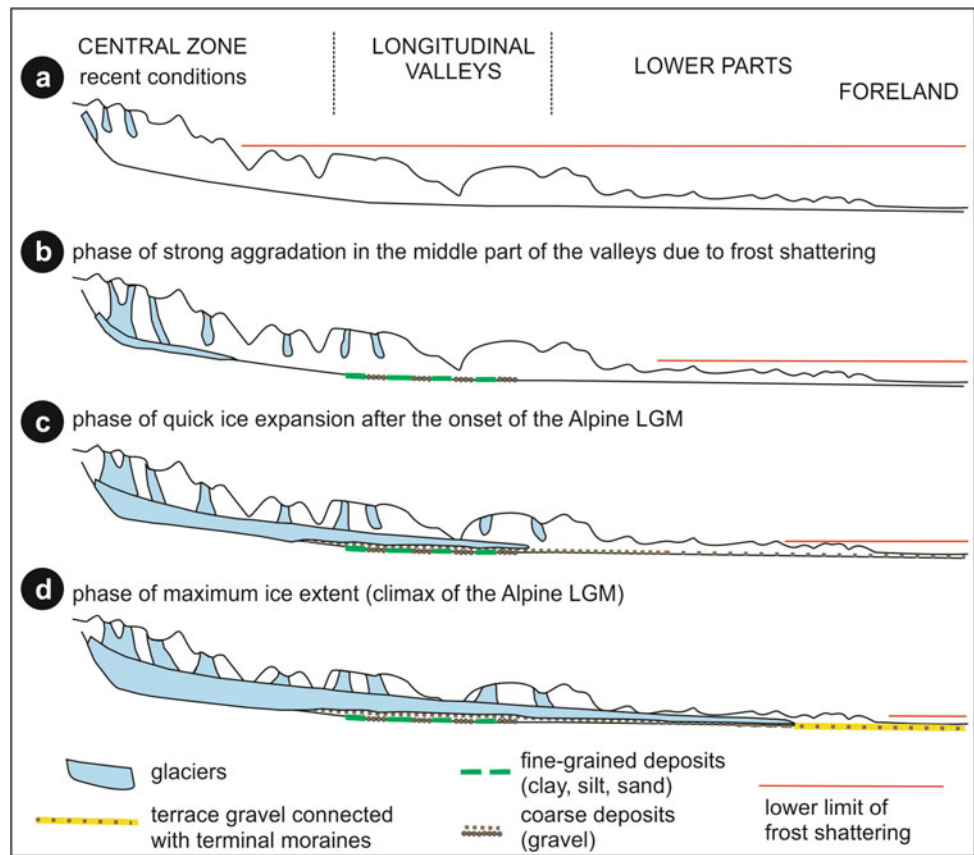 CENTRAL ZONE
LONGITUDINAL
VALLEYS
LOWER PARTS
FORELAND
a
recent conditions
b phase of strong aggradation in the middle part of the valleys due to frost shattering
c phase of quick ice expansion after the onset of the Alpine LGM
d phase of maximum ice extent (climax of the Alpine LGM)
glaciers
terrace gravel connected
with terminal moraines
fine-grained deposits
(clay, silt, sand)
coarse deposits
(gravel)
lower limit of
frost shattering